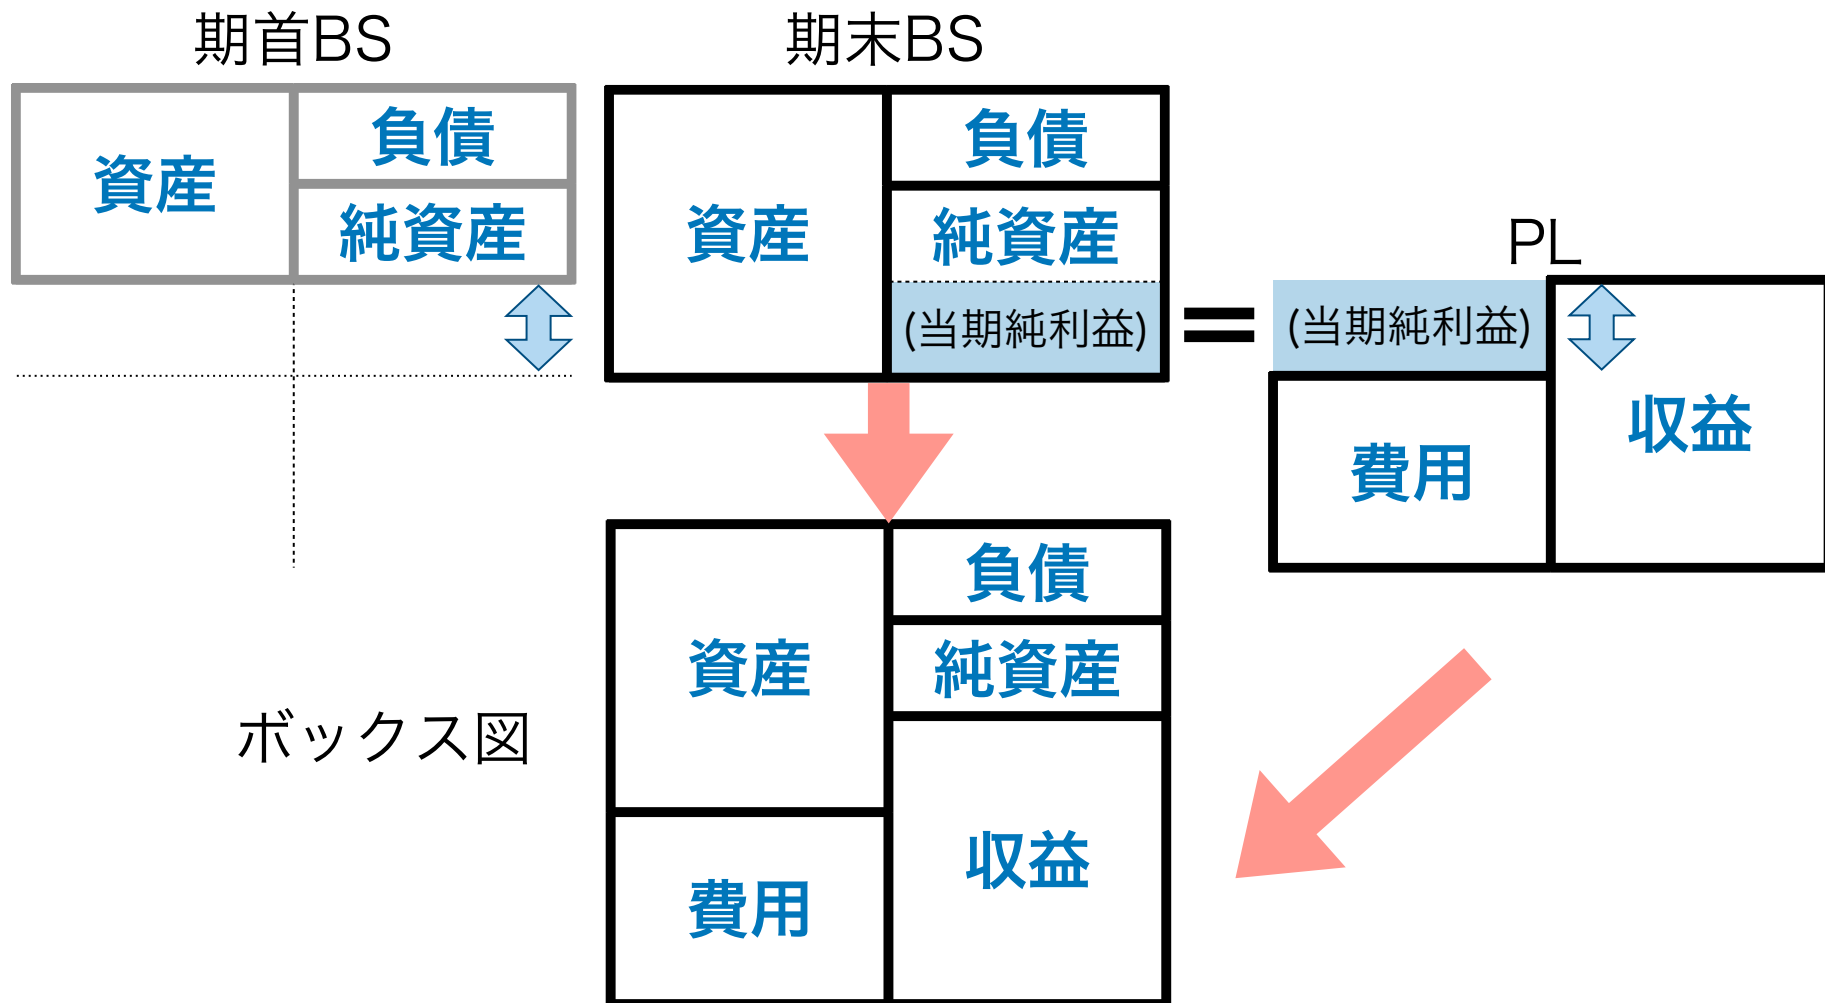 期首BS
資産
負債
純資産
期末BS
資産
負債
純資産
(当期純利益)
=
PL
(当期純利益)
費用
収益
ボックス図
資産
負債
純資産
費用
収益